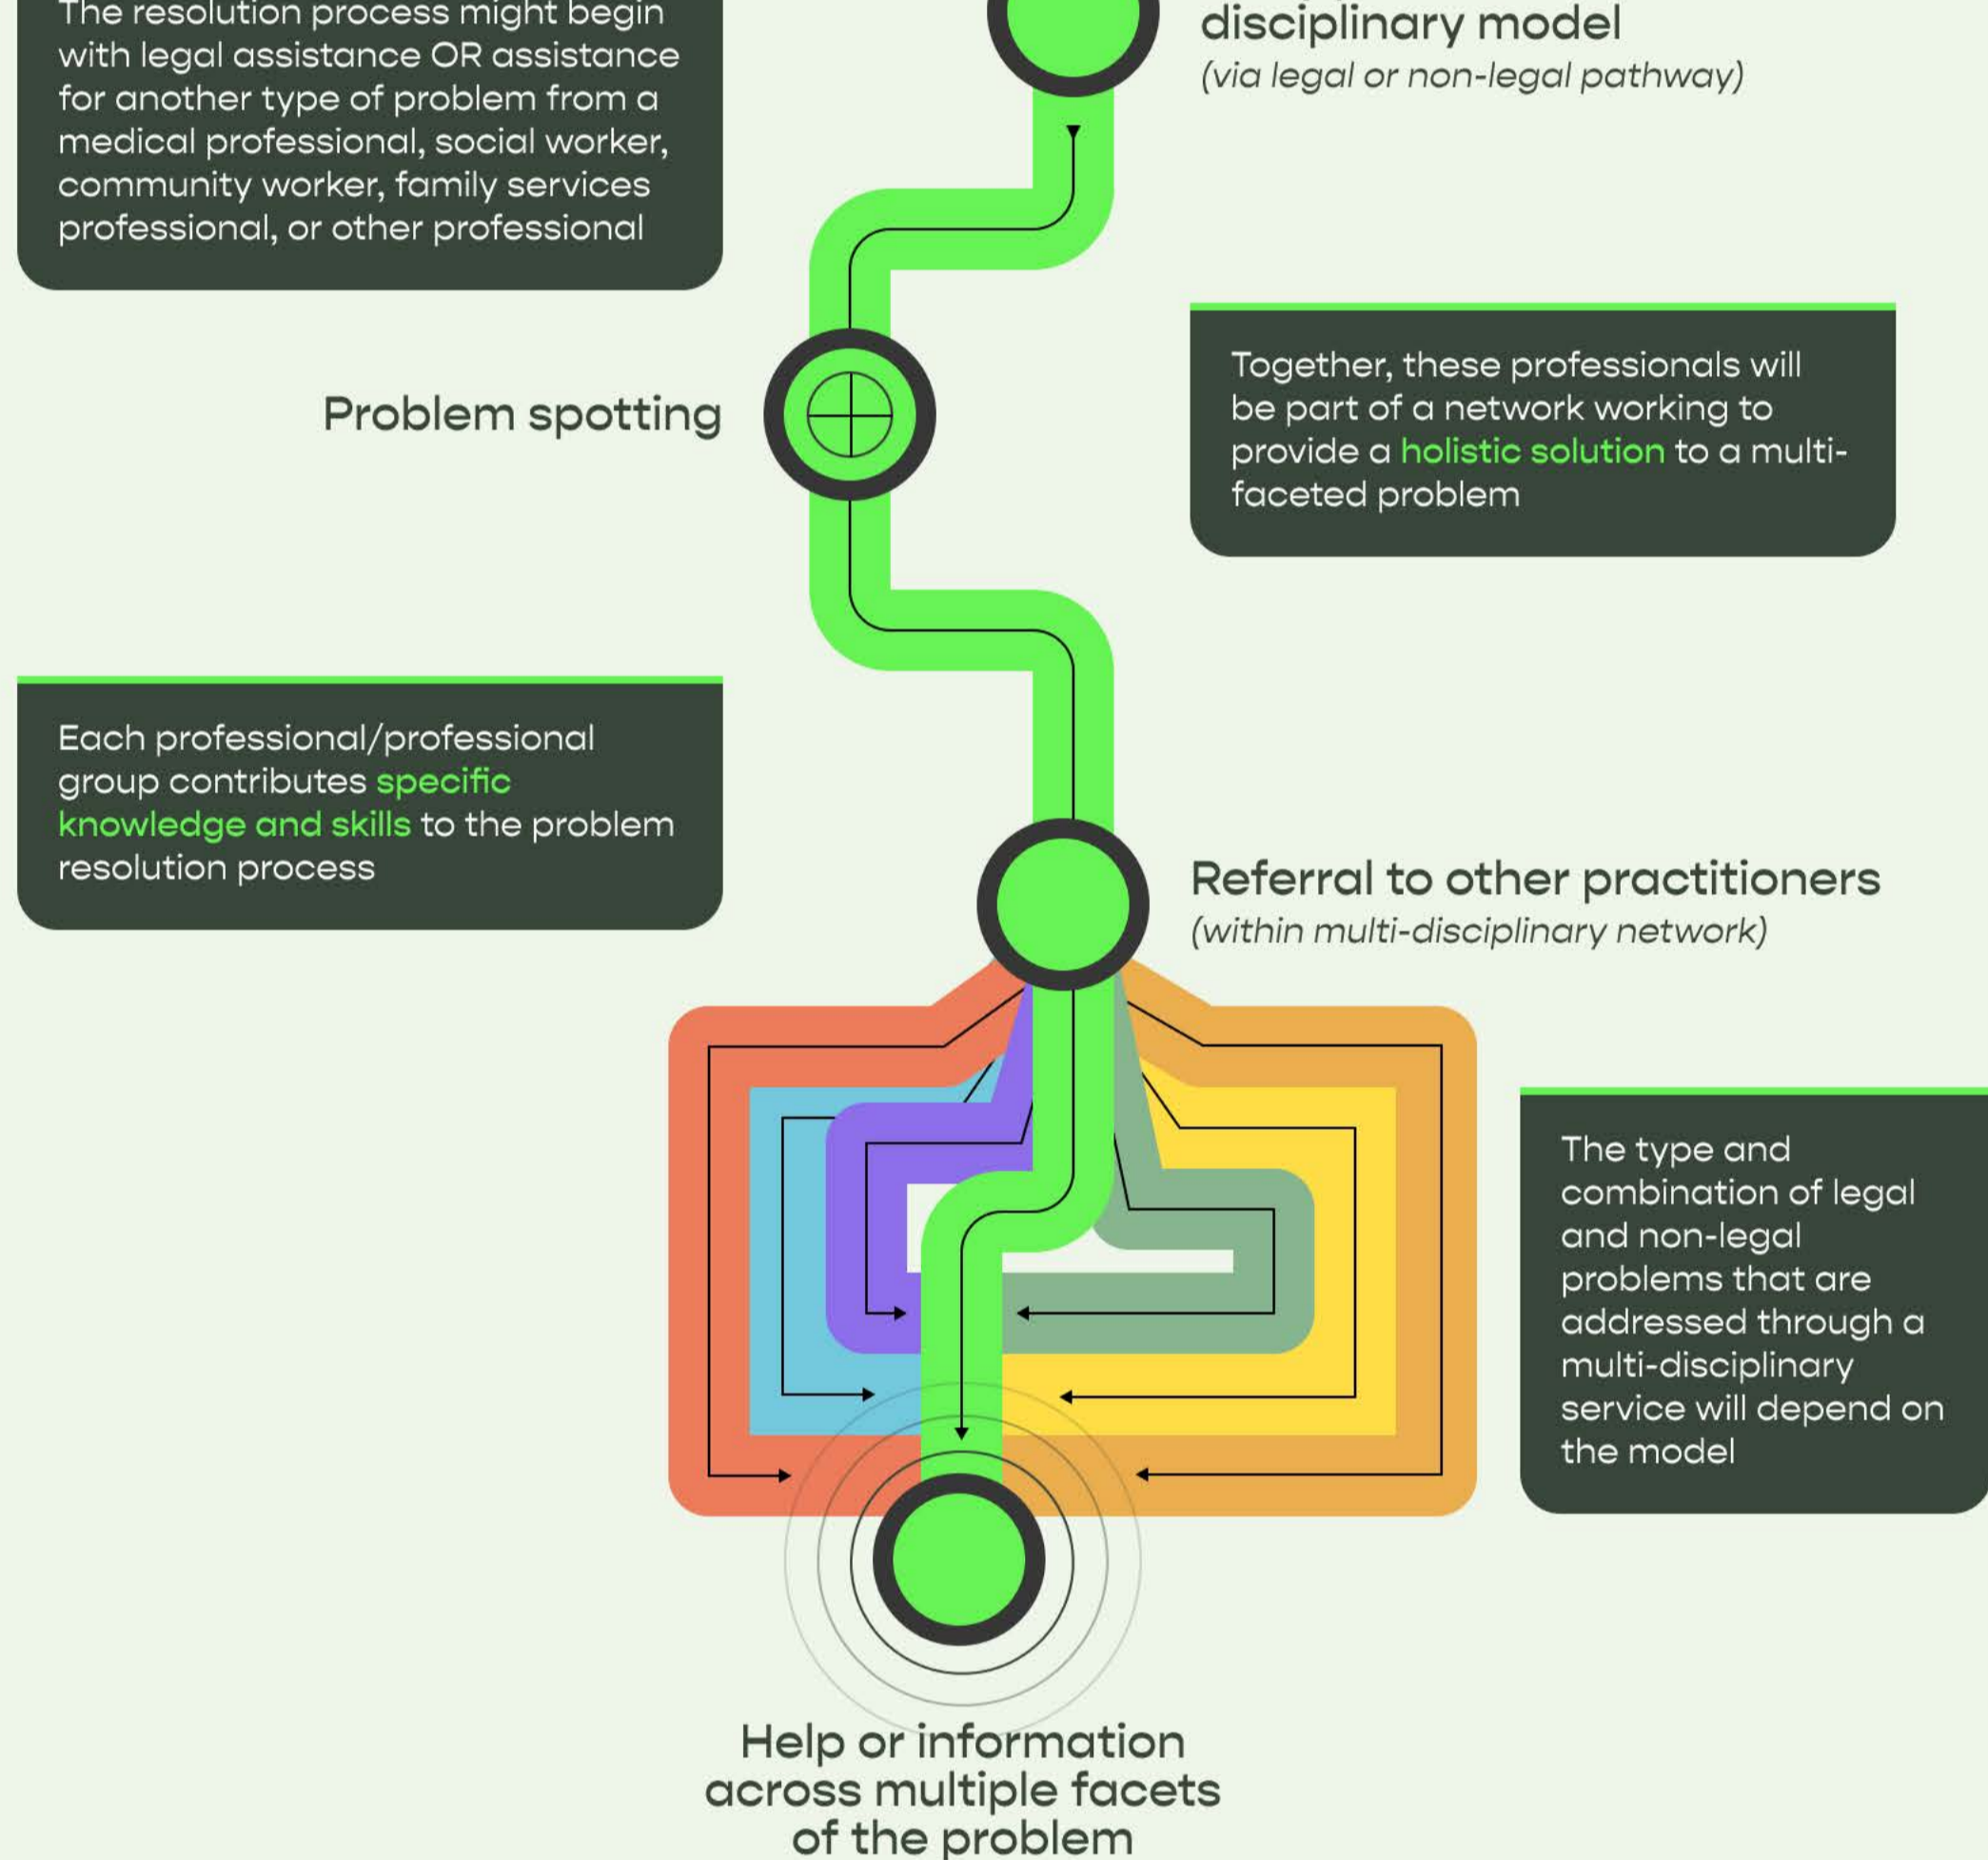 The resolution process might begin
with legal assistance OR assistance
for another type of problem from a
medical professional, social worker,
community worker, family services
professional, or other professional
disciplinary model
(via legal or non-legal pathway)
Problem spotting
Together, these professionals will
be part of a network working to
provide a holistic solution to a multi-
faceted problem
Each professional/professional
group contributes specific
knowledge and skills to the problem
resolution process
Referral to other practitioners
(within multi-disciplinary network)
The type and
combination of legal
and non-legal
problems that are
addressed through a
multi-disciplinary
service will depend on
the model
Help or information
across multiple facets
of the problem